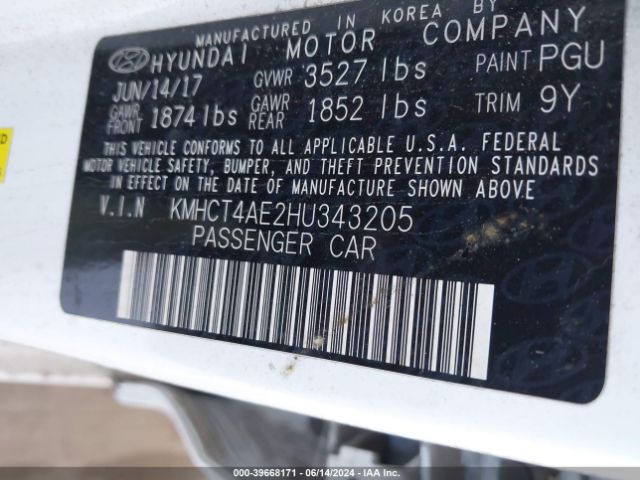 MANUFACTURED IN KOREA BY
HYUNDAI MOTOR COMPANY
JUN/14/17 GVWR 3527 lbs PAINT PGU
GAWR FRONT 1874 lbs GAWR REAR 1852 lbs TRIM 9Y
THIS VEHICLE CONFORMS TO ALL APPLICABLE U.S.A. FEDERAL
MOTOR VEHICLE SAFETY, BUMPER, AND THEFT PREVENTION STANDARDS
IN EFFECT ON THE DATE OF MANUFACTURE SHOWN ABOVE
V.I.N KMHCT4AE2HU343205
PASSENGER CAR
000-39668171 | 06/14/2024 | IAA Inc.